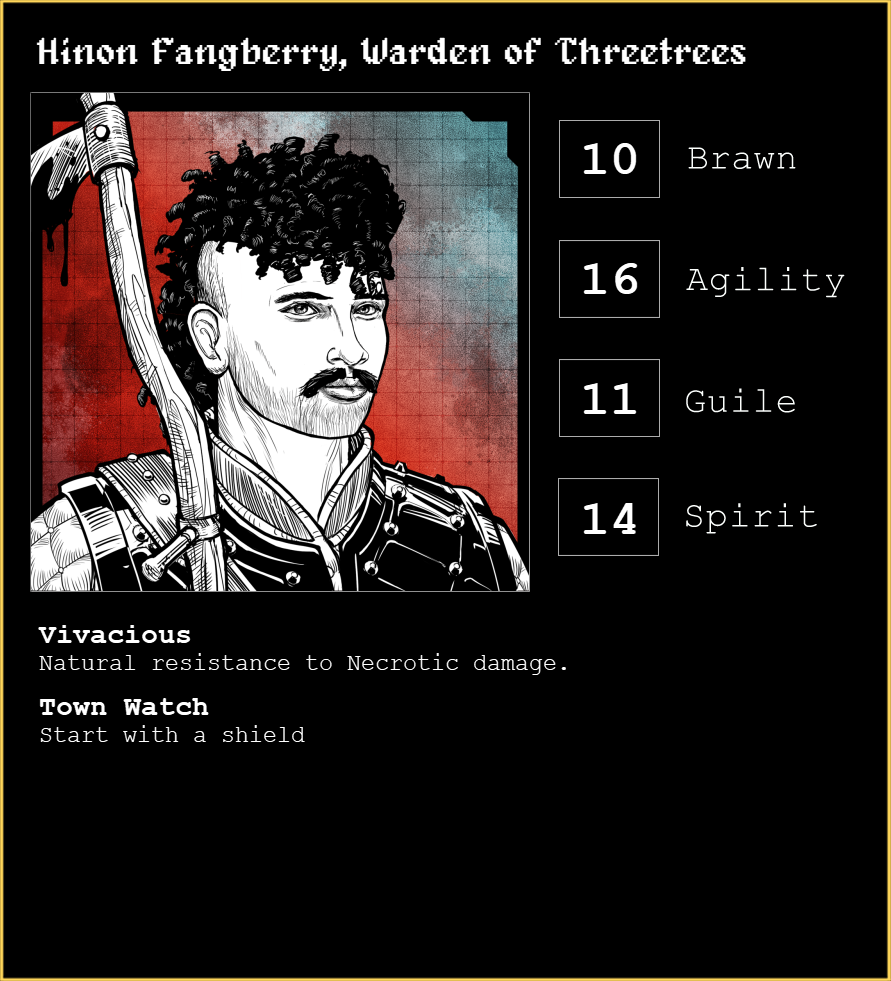 Hinon Fangberry, Warden of Threetrees
10 Brawn
16 Agility
11 Guile
14 Spirit
Vivacious
Natural resistance to Necrotic damage.
Town Watch
Start with a shield